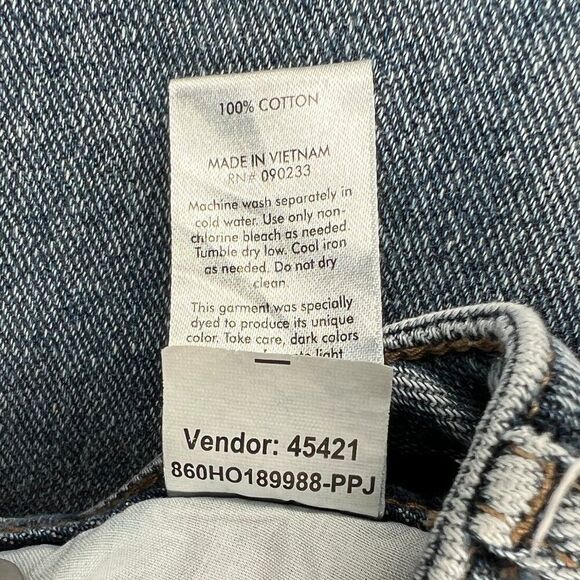 100% COTTON
MADE IN VIETNAM
RN# 090233
Machine wash separately in
cold water. Use only non-
chlorine bleach as needed.
Tumble dry low. Cool iron
as needed. Do not dry
clean.
This garment was specially
dyed to produce its unique
color. Take care, dark colors
to light
Vendor: 45421
860HO189988-PPJ